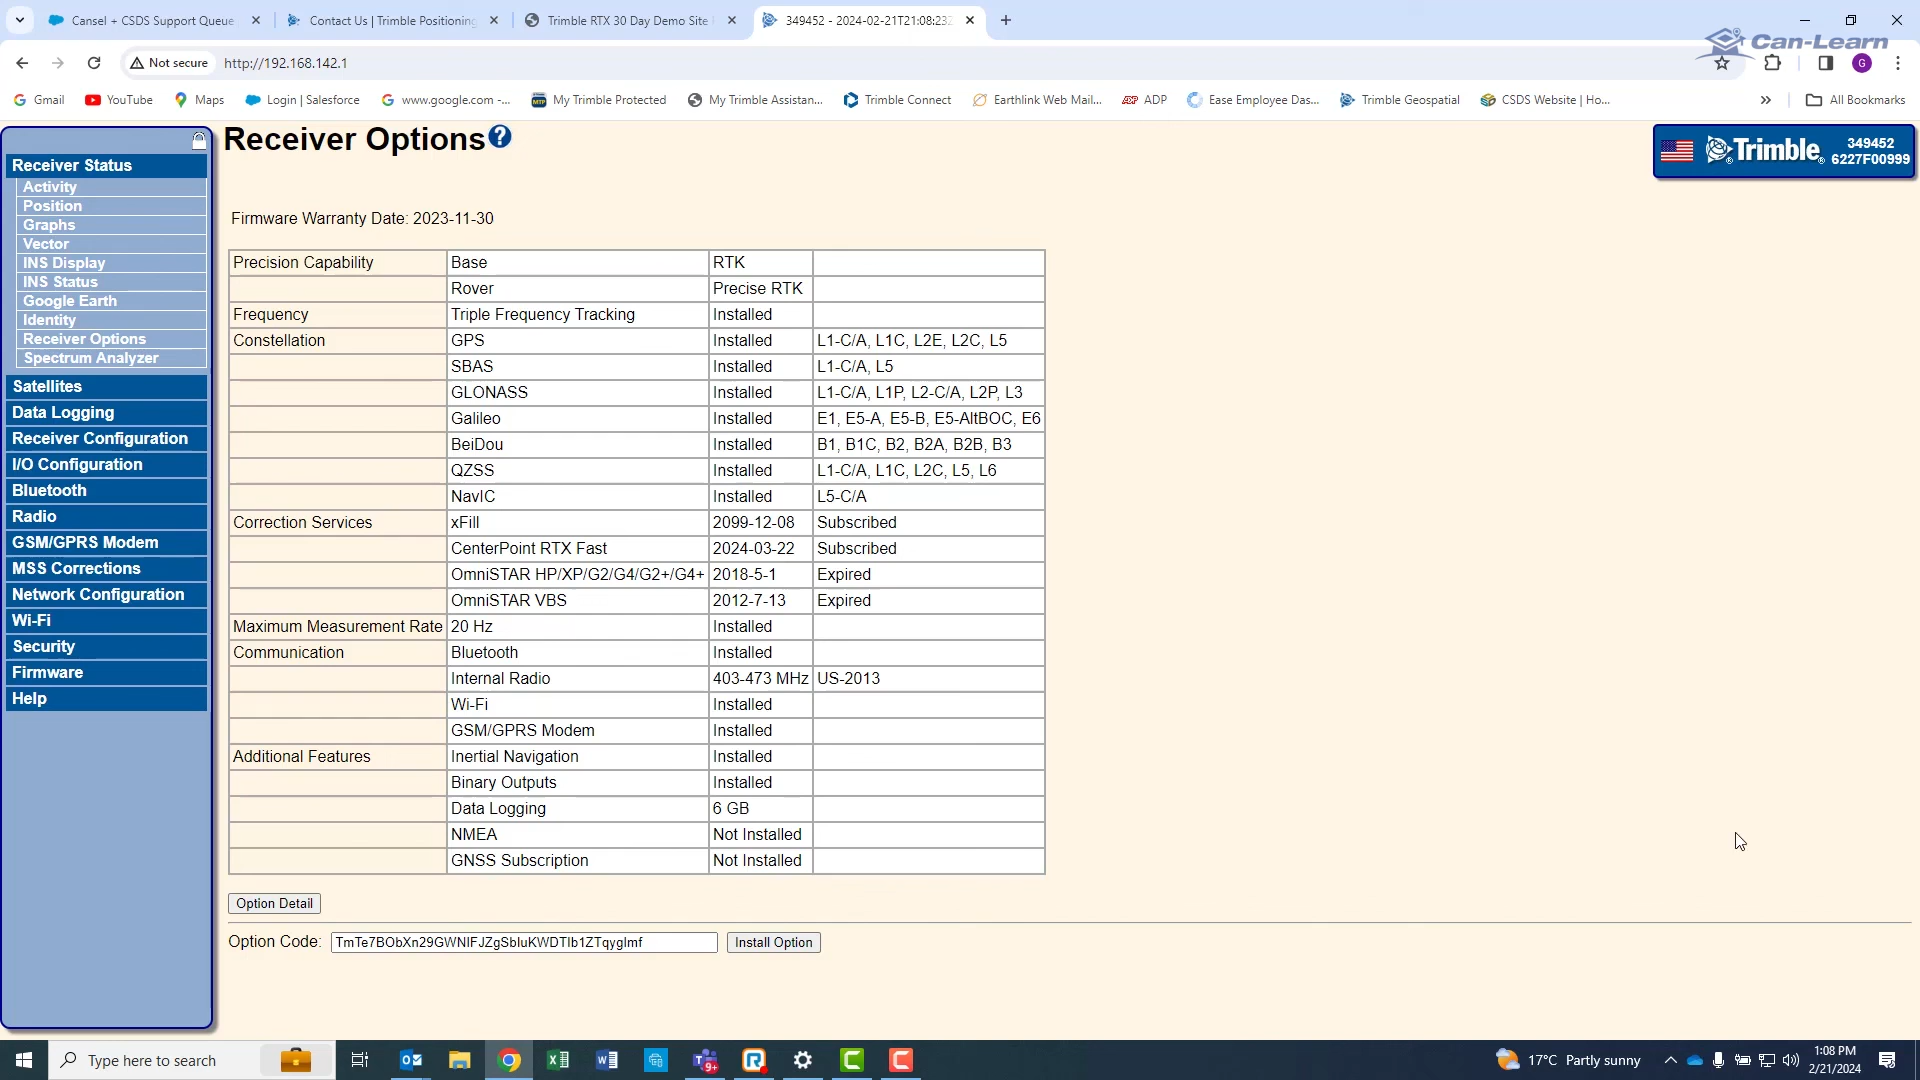 Cansel + CSDS Support Queue
Contact Us | Trimble Positioning
Trimble RTX 30 Day Demo Site
349452 - 2024-02-21T21:08:23Z
Can-Learn
Not secure
http://192.168.142.1
G
Gmail
YouTube
Maps
Login | Salesforce
www.google.com -...
My Trimble Protected
My Trimble Assistan...
Trimble Connect
Earthlink Web Mail...
ADP
Ease Employee Das...
Trimble Geospatial
CSDS Website | Ho...
»
All Bookmarks
Receiver Status
Activity
Position
Graphs
Vector
INS Display
INS Status
Google Earth
Identity
Receiver Options
Spectrum Analyzer
Satellites
Data Logging
Receiver Configuration
I/O Configuration
Bluetooth
Radio
GSM/GPRS Modem
MSS Corrections
Network Configuration
Wi-Fi
Security
Firmware
Help
Receiver Options?
Trimble
349452
6227F00999
Firmware Warranty Date: 2023-11-30
Precision Capability Base RTK
Rover Precise RTK
Frequency Triple Frequency Tracking Installed
Constellation GPS Installed L1-C/A, L1C, L2E, L2C, L5
SBAS Installed L1-C/A, L5
GLONASS Installed L1-C/A, L1P, L2-C/A, L2P, L3
Galileo Installed E1, E5-A, E5-B, E5-AltBOC, E6
BeiDou Installed B1, B1C, B2, B2A, B2B, B3
QZSS Installed L1-C/A, L1C, L2C, L5, L6
NavIC Installed L5-C/A
Correction Services xFill 2099-12-08 Subscribed
CenterPoint RTX Fast 2024-03-22 Subscribed
OmniSTAR HP/XP/G2/G4/G2+/G4+ 2018-5-1 Expired
OmniSTAR VBS 2012-7-13 Expired
Maximum Measurement Rate 20 Hz Installed
Communication Bluetooth Installed
Internal Radio 403-473 MHz US-2013
Wi-Fi Installed
GSM/GPRS Modem Installed
Additional Features Inertial Navigation Installed
Binary Outputs Installed
Data Logging 6 GB
NMEA Not Installed
GNSS Subscription Not Installed
Option Detail
Option Code:
Install Option
Type here to search
9+
17°C Partly sunny
1:08 PM
2/21/2024